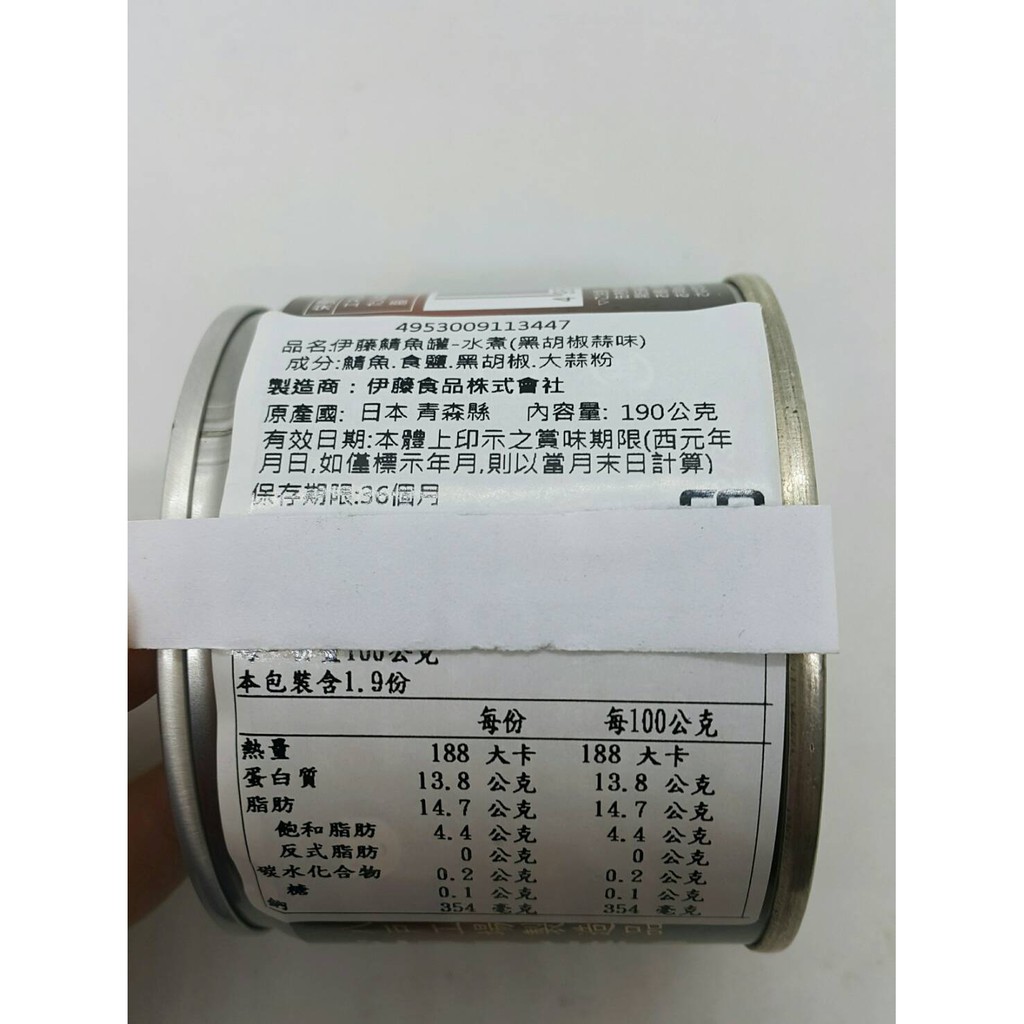 4953009113447
品名:伊藤鯖魚罐-水煮(黑胡椒蒜味)
成分:鯖魚.食鹽.黑胡椒.大蒜粉
製造商：伊藤食品株式會社
原產國: 日本 青森縣 內容量: 190公克
有效日期:本體上印示之賞味期限(西元年
月日,如僅標示年月,則以當月末日計算)
保存期限:36個月
100公克
本包裝含1.9份
每份 每100公克
熱量 188 大卡 188 大卡
蛋白質 13.8 公克 13.8 公克
脂肪 14.7 公克 14.7 公克
飽和脂肪 4.4 公克 4.4 公克
反式脂肪 0 公克 0 公克
碳水化合物 0.2 公克 0.2 公克
糖 0.1 公克 0.1 公克
鈉 354 毫克 354 毫克